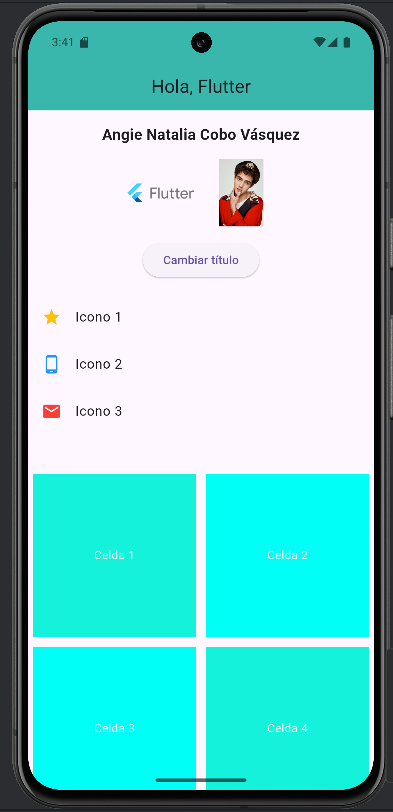 3:41
Hola, Flutter
Angie Natalia Cobo Vásquez
Flutter
Cambiar título
Icono 1
Icono 2
Icono 3
Celda 1
Celda 2
Celda 3
Celda 4